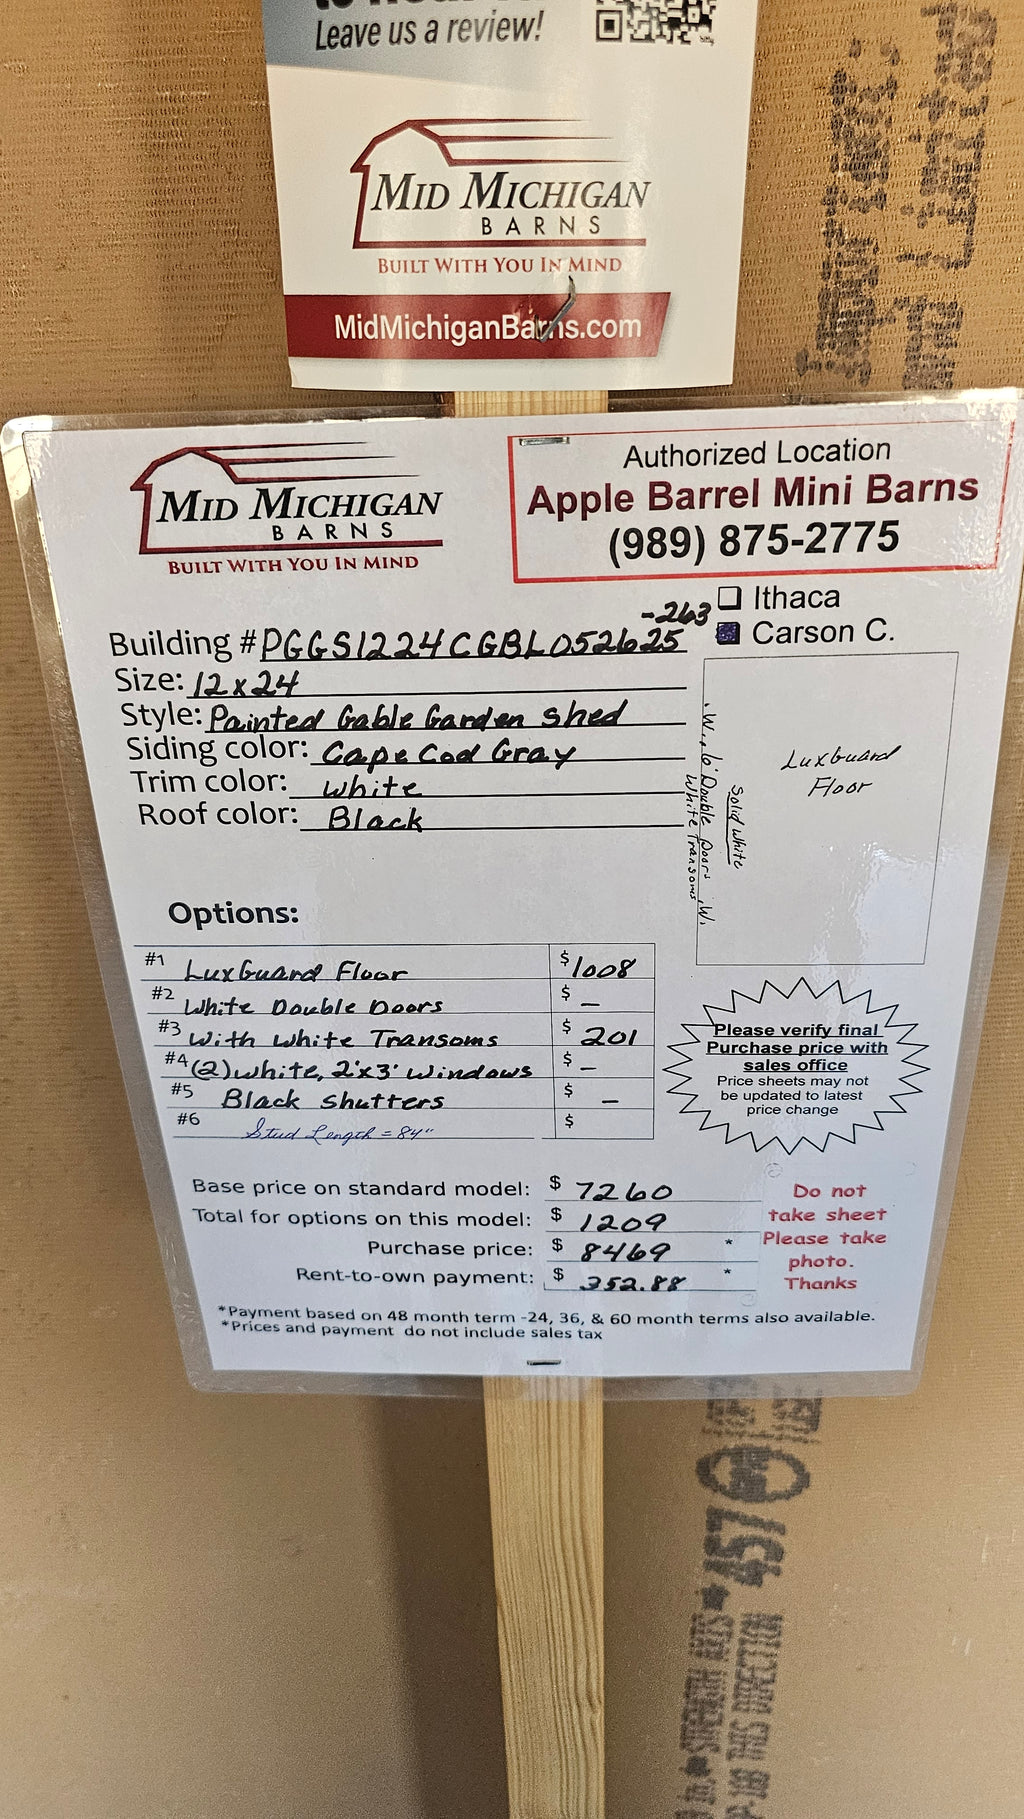 Leave us a review!
MID MICHIGAN
BARNS
BUILT WITH YOU IN MIND
MidMichiganBarns.com
MID MICHIGAN
BARNS
BUILT WITH YOU IN MIND
Authorized Location
Apple Barrel Mini Barns
(989) 875-2775
Ithaca
Carson C.
-263
Building # PGGS1224CGBL052625
Size: 12x24
Style: Painted Gable Garden Shed
Siding color: Cape Cod Gray
Trim color: White
Roof color: Black
LuxGuard
Floor
W. 6' Double Doors W.
Solid White
White Transoms
Options:
#1 LuxGuard Floor $ 1008
#2 White Double Doors $ –
#3 With White Transoms $ 201
#4 (2) White, 2'x3' Windows $ –
#5 Black Shutters $ –
#6 Stud Length = 84" $
Please verify final
Purchase price with
sales office
Price sheets may not
be updated to latest
price change
Base price on standard model: $ 7260
Total for options on this model: $ 1209
Purchase price: $ 8469 *
Rent-to-own payment: $ 352.88 *
Do not
take sheet
Please take
photo.
Thanks
*Payment based on 48 month term -24, 36, & 60 month terms also available.
*Prices and payment do not include sales tax
457
STRENGTH AXIS
THIS DIRECTION